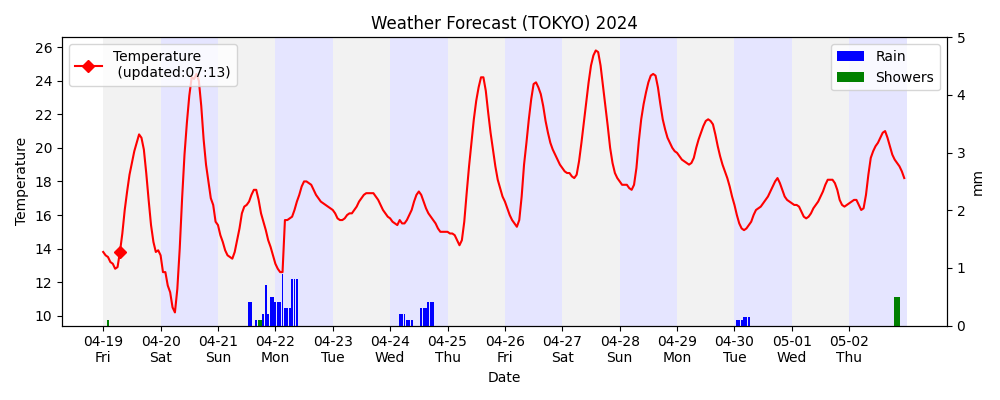 Weather Forecast (TOKYO) 2024
Temperature
(updated:07:13)
Rain
Showers
26
24
22
20
18
16
14
12
10
Temperature
5
4
3
2
1
0
mm
04-19 04-20 04-21 04-22 04-23 04-24 04-25 04-26 04-27 04-28 04-29 04-30 05-01 05-02
Fri Sat Sun Mon Tue Wed Thu Fri Sat Sun Mon Tue Wed Thu
Date